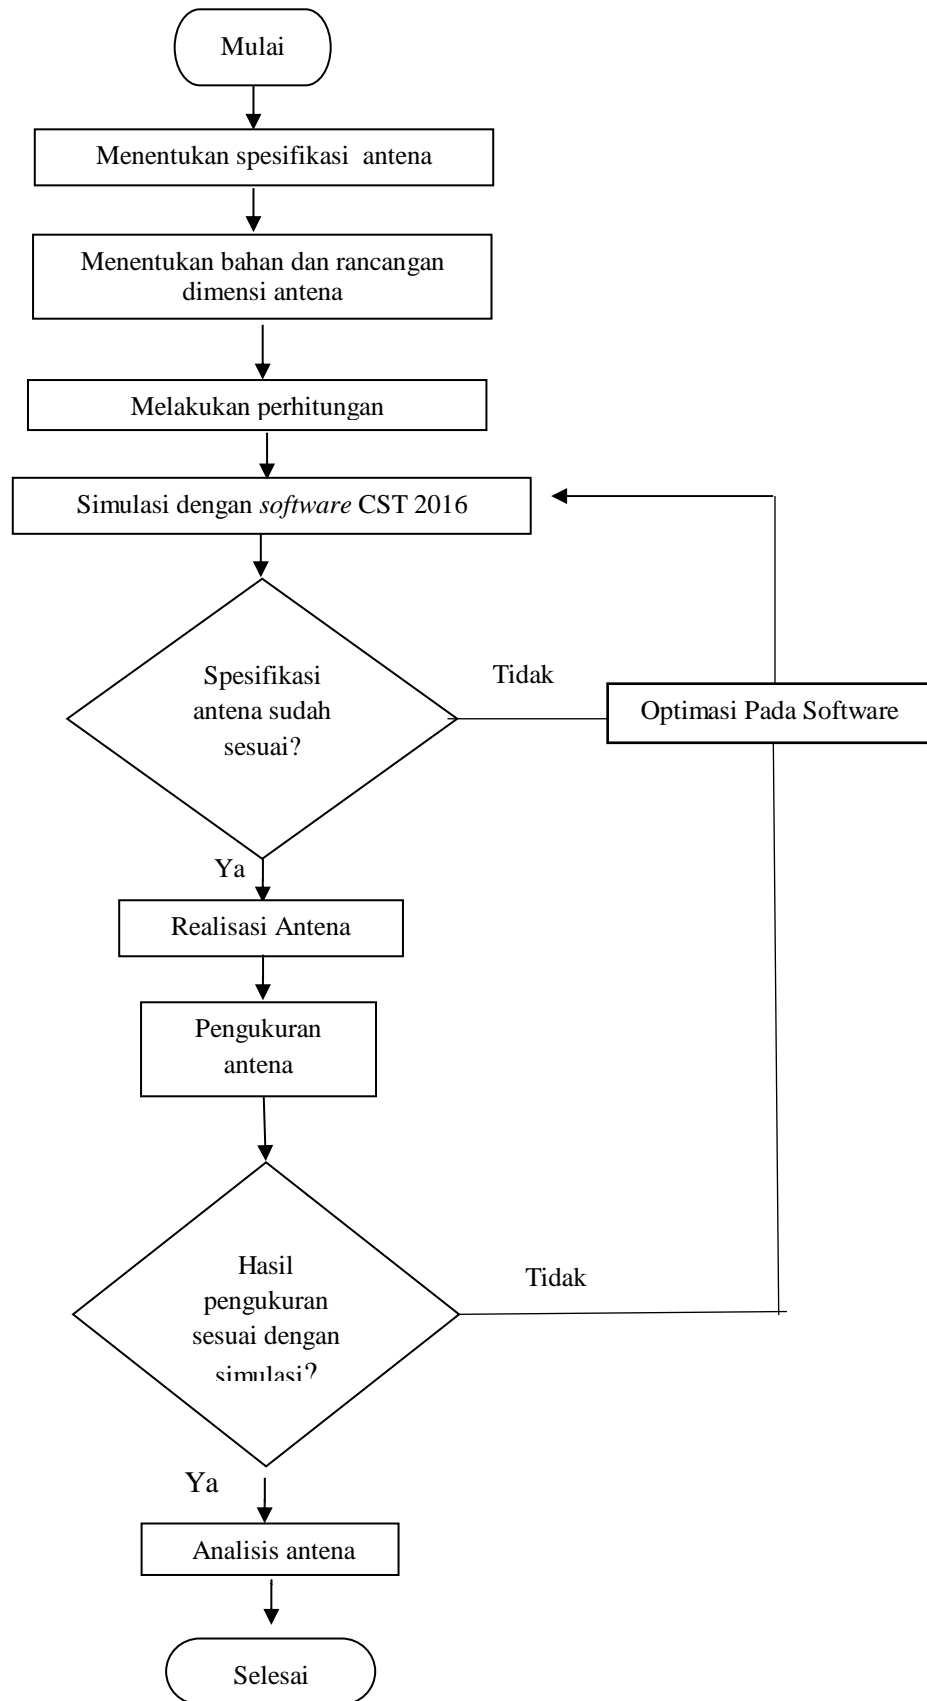 Mulai
Menentukan spesifikasi antena
Menentukan bahan dan rancangan
dimensi antena
Melakukan perhitungan
Simulasi dengan software CST 2016
Spesifikasi
antena sudah
sesuai?
Tidak
Optimasi Pada Software
Ya
Realisasi Antena
Pengukuran
antena
Hasil
pengukuran
sesuai dengan
simulasi?
Tidak
Ya
Analisis antena
Selesai